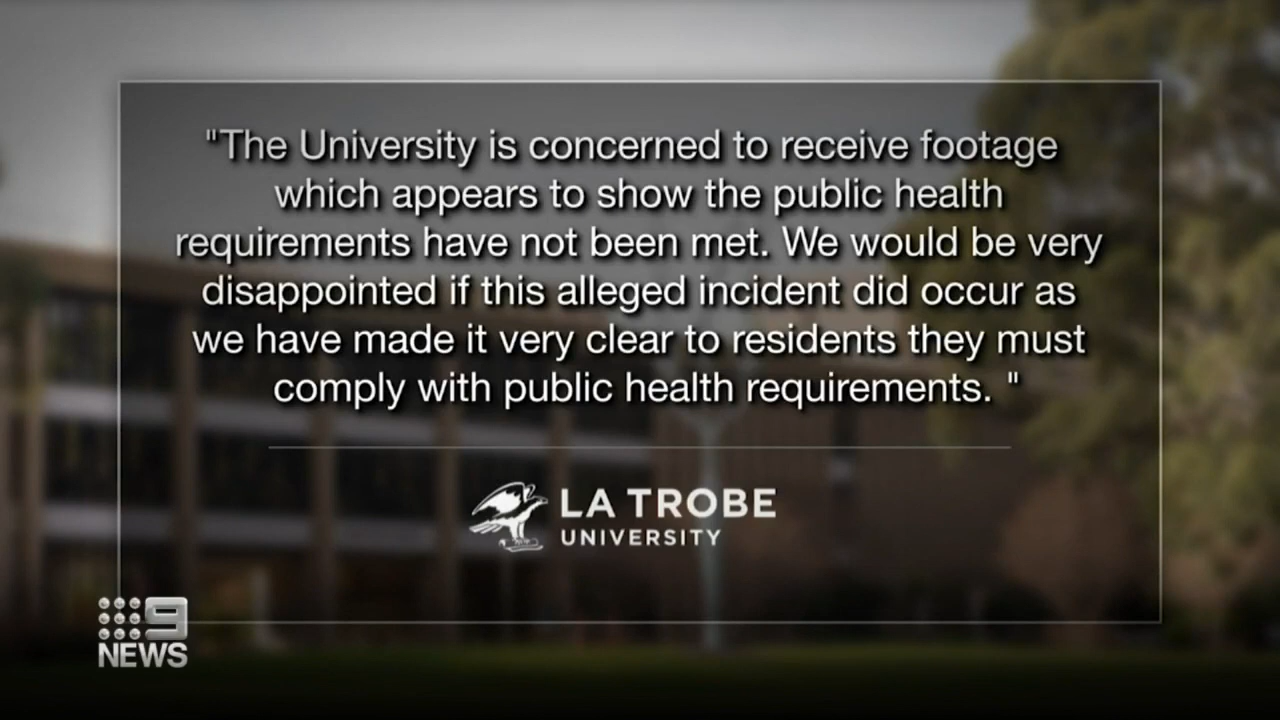 "The University is concerned to receive footage
which appears to show the public health
requirements have not been met. We would be very
disappointed if this alleged incident did occur as
we have made it very clear to residents they must
comply with public health requirements. "
LA TROBE
UNIVERSITY
9
NEWS